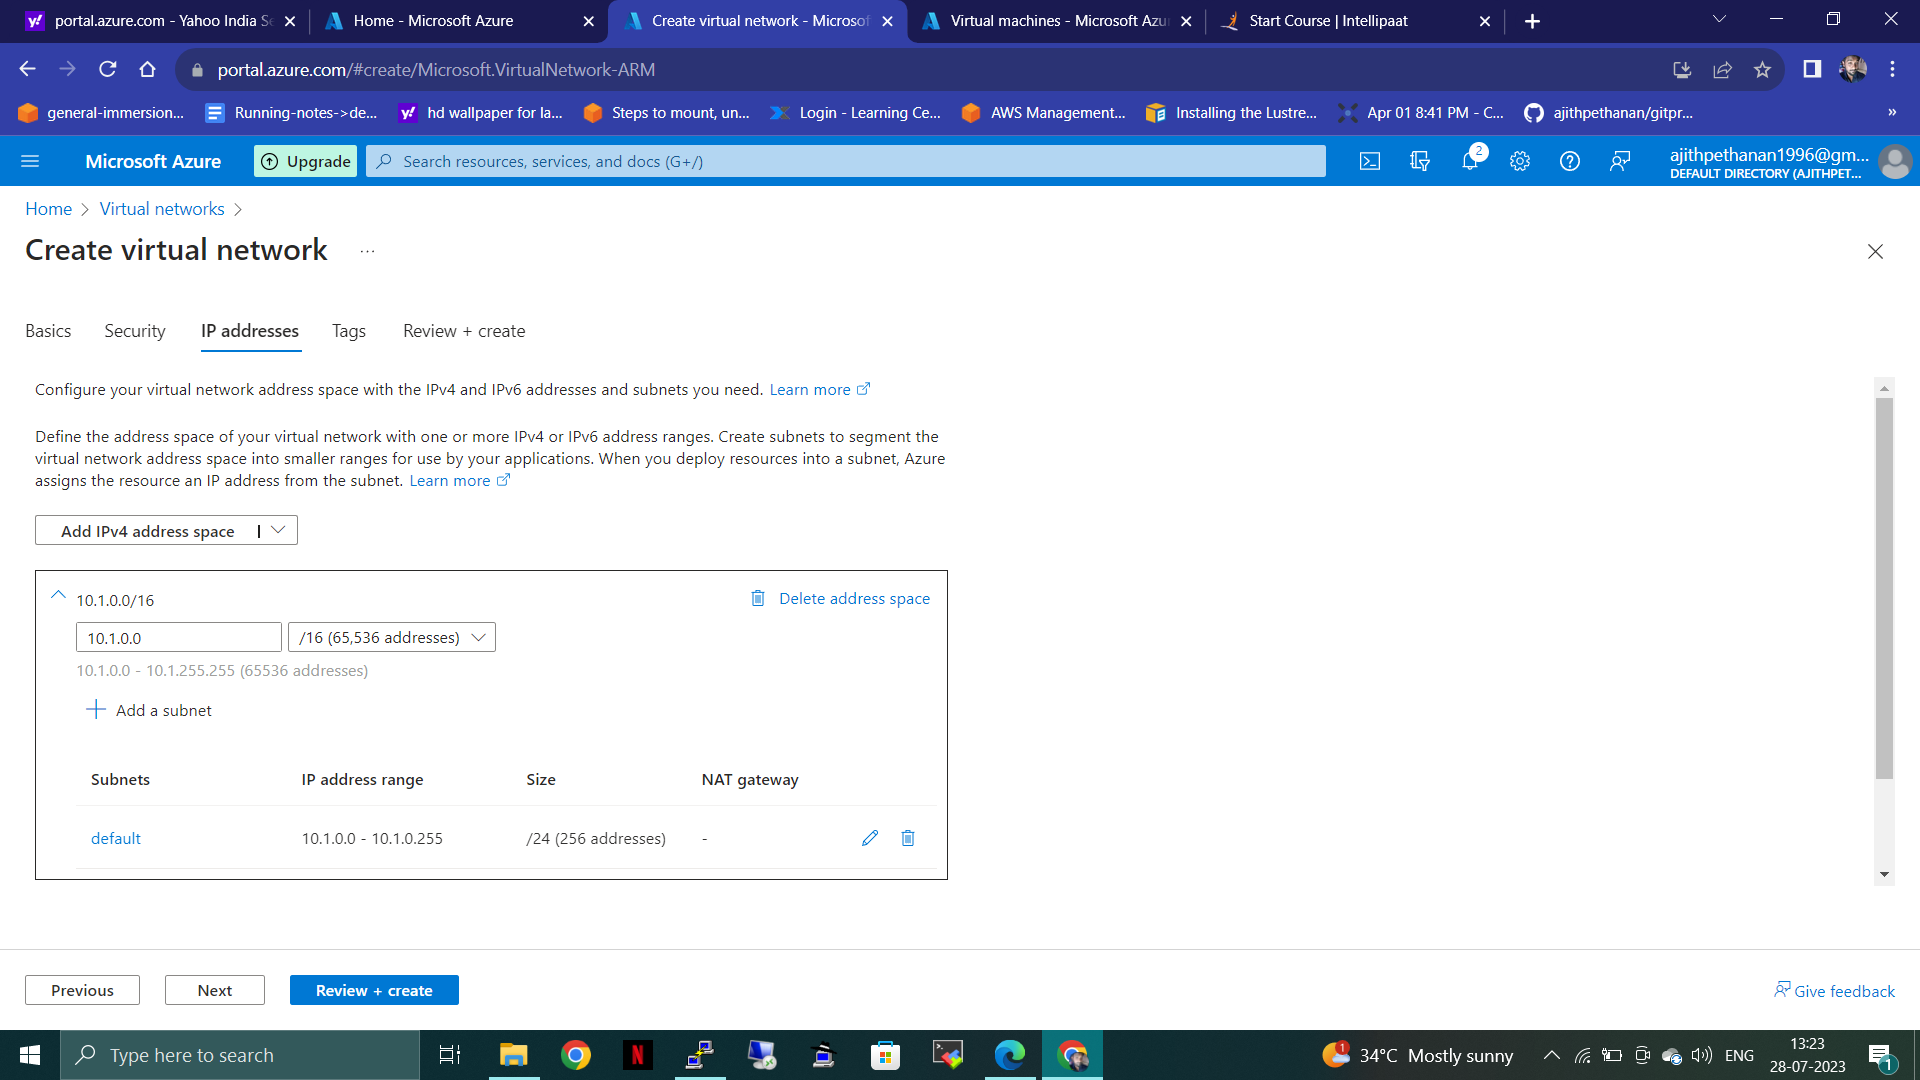 portal.azure.com - Yahoo India Se
Home - Microsoft Azure
Create virtual network - Microsof
Virtual machines - Microsoft Azu
Start Course | Intellipaat
portal.azure.com/#create/Microsoft.VirtualNetwork-ARM
general-immersion...
Running-notes->de...
hd wallpaper for la...
Steps to mount, un...
Login - Learning Ce...
AWS Management...
Installing the Lustre...
Apr 01 8:41 PM - C...
ajithpethanan/gitpr...
»
Microsoft Azure
Upgrade
Search resources, services, and docs (G+/)
2
ajithpethanan1996@gm...
DEFAULT DIRECTORY (AJITHPET...
Home > Virtual networks >
Create virtual network ...
Basics Security IP addresses Tags Review + create
Configure your virtual network address space with the IPv4 and IPv6 addresses and subnets you need. Learn more
Define the address space of your virtual network with one or more IPv4 or IPv6 address ranges. Create subnets to segment the
virtual network address space into smaller ranges for use by your applications. When you deploy resources into a subnet, Azure
assigns the resource an IP address from the subnet. Learn more
Add IPv4 address space |
10.1.0.0/16
Delete address space
10.1.0.0
/16 (65,536 addresses)
10.1.0.0 - 10.1.255.255 (65536 addresses)
+ Add a subnet
Subnets IP address range Size NAT gateway
default 10.1.0.0 - 10.1.0.255 /24 (256 addresses) -
Previous
Next
Review + create
Give feedback
Type here to search
N
1
34°C Mostly sunny
ENG
13:23
28-07-2023
1